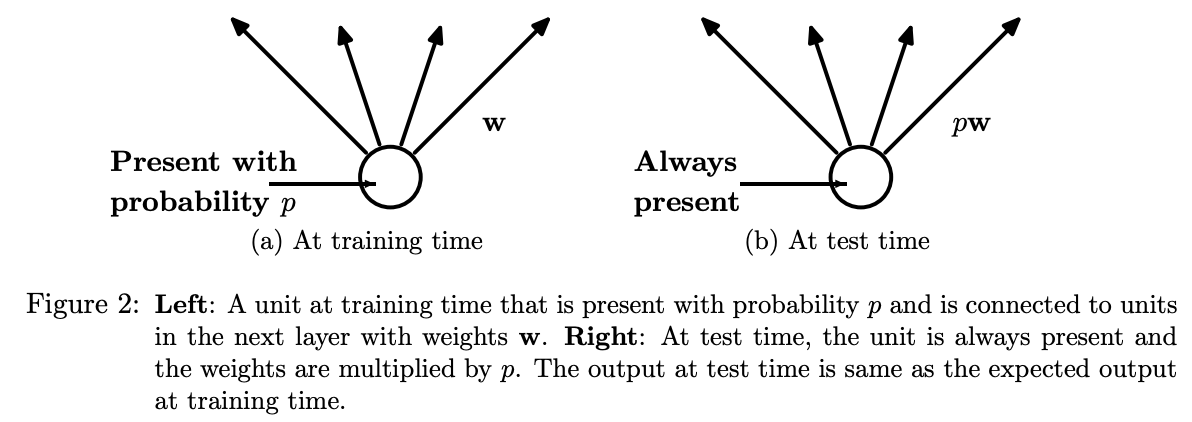 w
Present with
probability p
(a) At training time
pw
Always
present
(b) At test time
Figure 2: Left: A unit at training time that is present with probability p and is connected to units
in the next layer with weights w. Right: At test time, the unit is always present and
the weights are multiplied by p. The output at test time is same as the expected output
at training time.